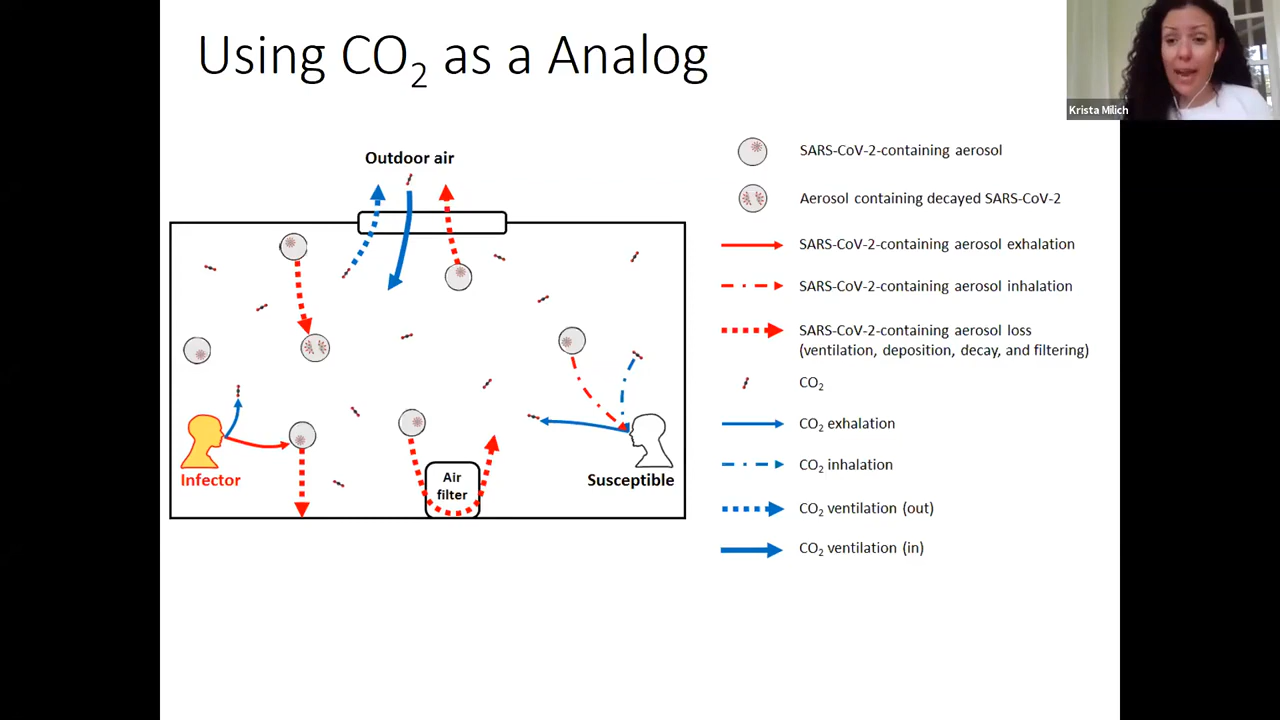 Using CO₂ as a Analog
Krista Milich
Outdoor air
Infector
Air
filter
Susceptible
SARS-CoV-2-containing aerosol
Aerosol containing decayed SARS-CoV-2
SARS-CoV-2-containing aerosol exhalation
SARS-CoV-2-containing aerosol inhalation
SARS-CoV-2-containing aerosol loss
(ventilation, deposition, decay, and filtering)
CO₂
CO₂ exhalation
CO₂ inhalation
CO₂ ventilation (out)
CO₂ ventilation (in)